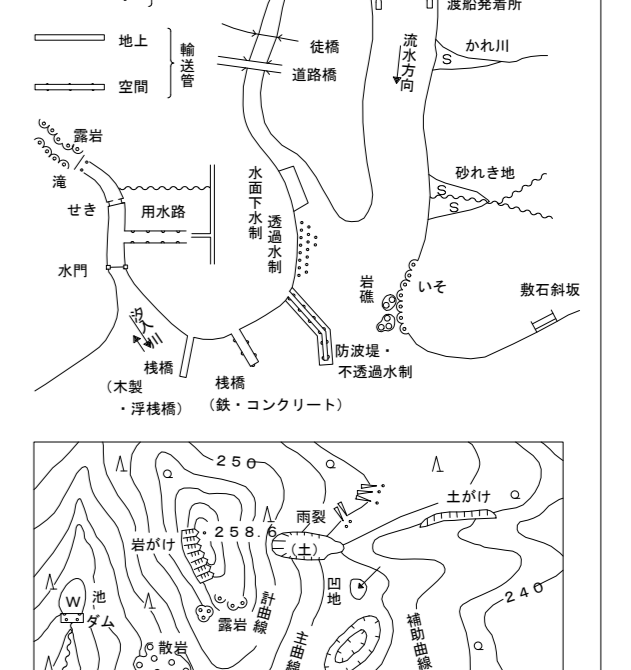 渡船発着所
地上
輸送管
徒橋
流水方向
かれ川
S
道路橋
空間
露岩
滝
水面下水制
砂れき地
S
せき
用水路
透過水制
S
水門
岩礁
いそ
敷石斜坂
汐入川
防波堤・
不透過水制
桟橋
(木製
・浮桟橋)
桟橋
(鉄・コンクリート)
250
土がけ
雨裂
岩がけ
258.6
(土)
凹地
240
W
池
ダム
計曲線
露岩
補助曲線
主曲線
散岩